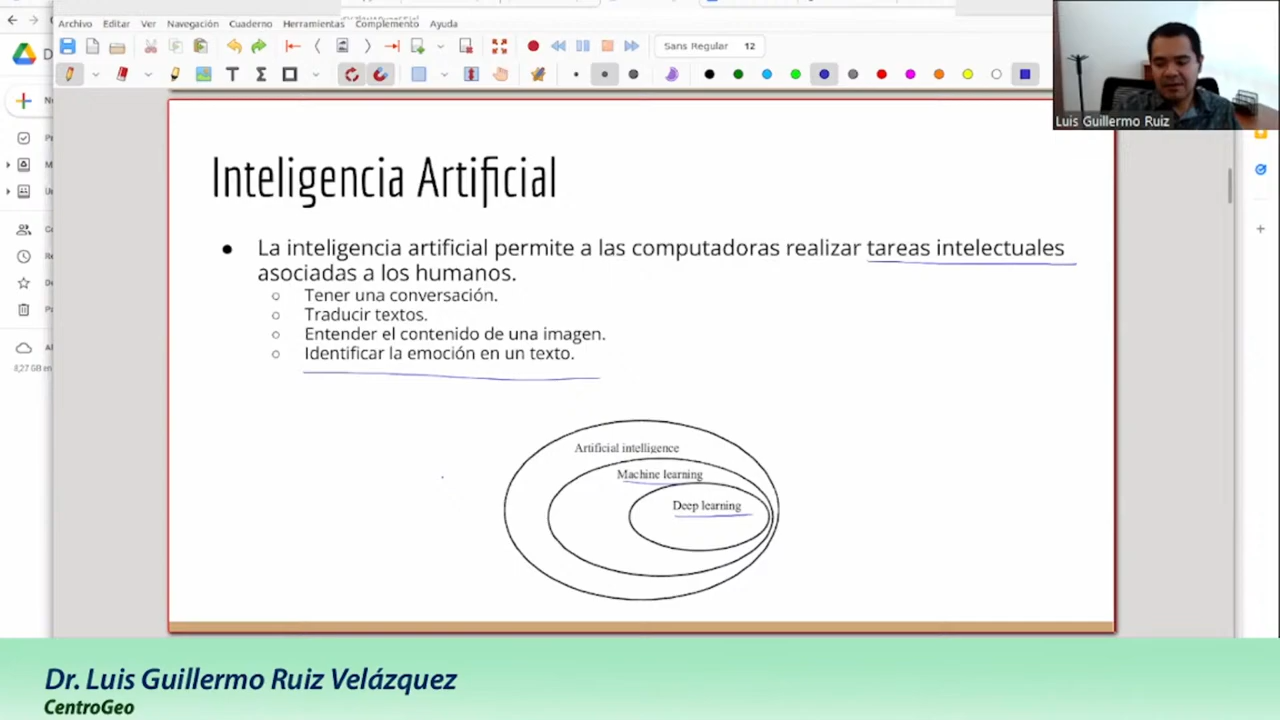 Archivo Editar Ver Navegación Cuaderno Herramientas Complemento Ayuda
Sans Regular 12
Luis Guillermo Ruiz
Inteligencia Artificial
La inteligencia artificial permite a las computadoras realizar tareas intelectuales
asociadas a los humanos.
Tener una conversación.
Traducir textos.
Entender el contenido de una imagen.
Identificar la emoción en un texto.
Artificial intelligence
Machine learning
Deep learning
8,27 GB
Dr. Luis Guillermo Ruiz Velázquez
CentroGeo